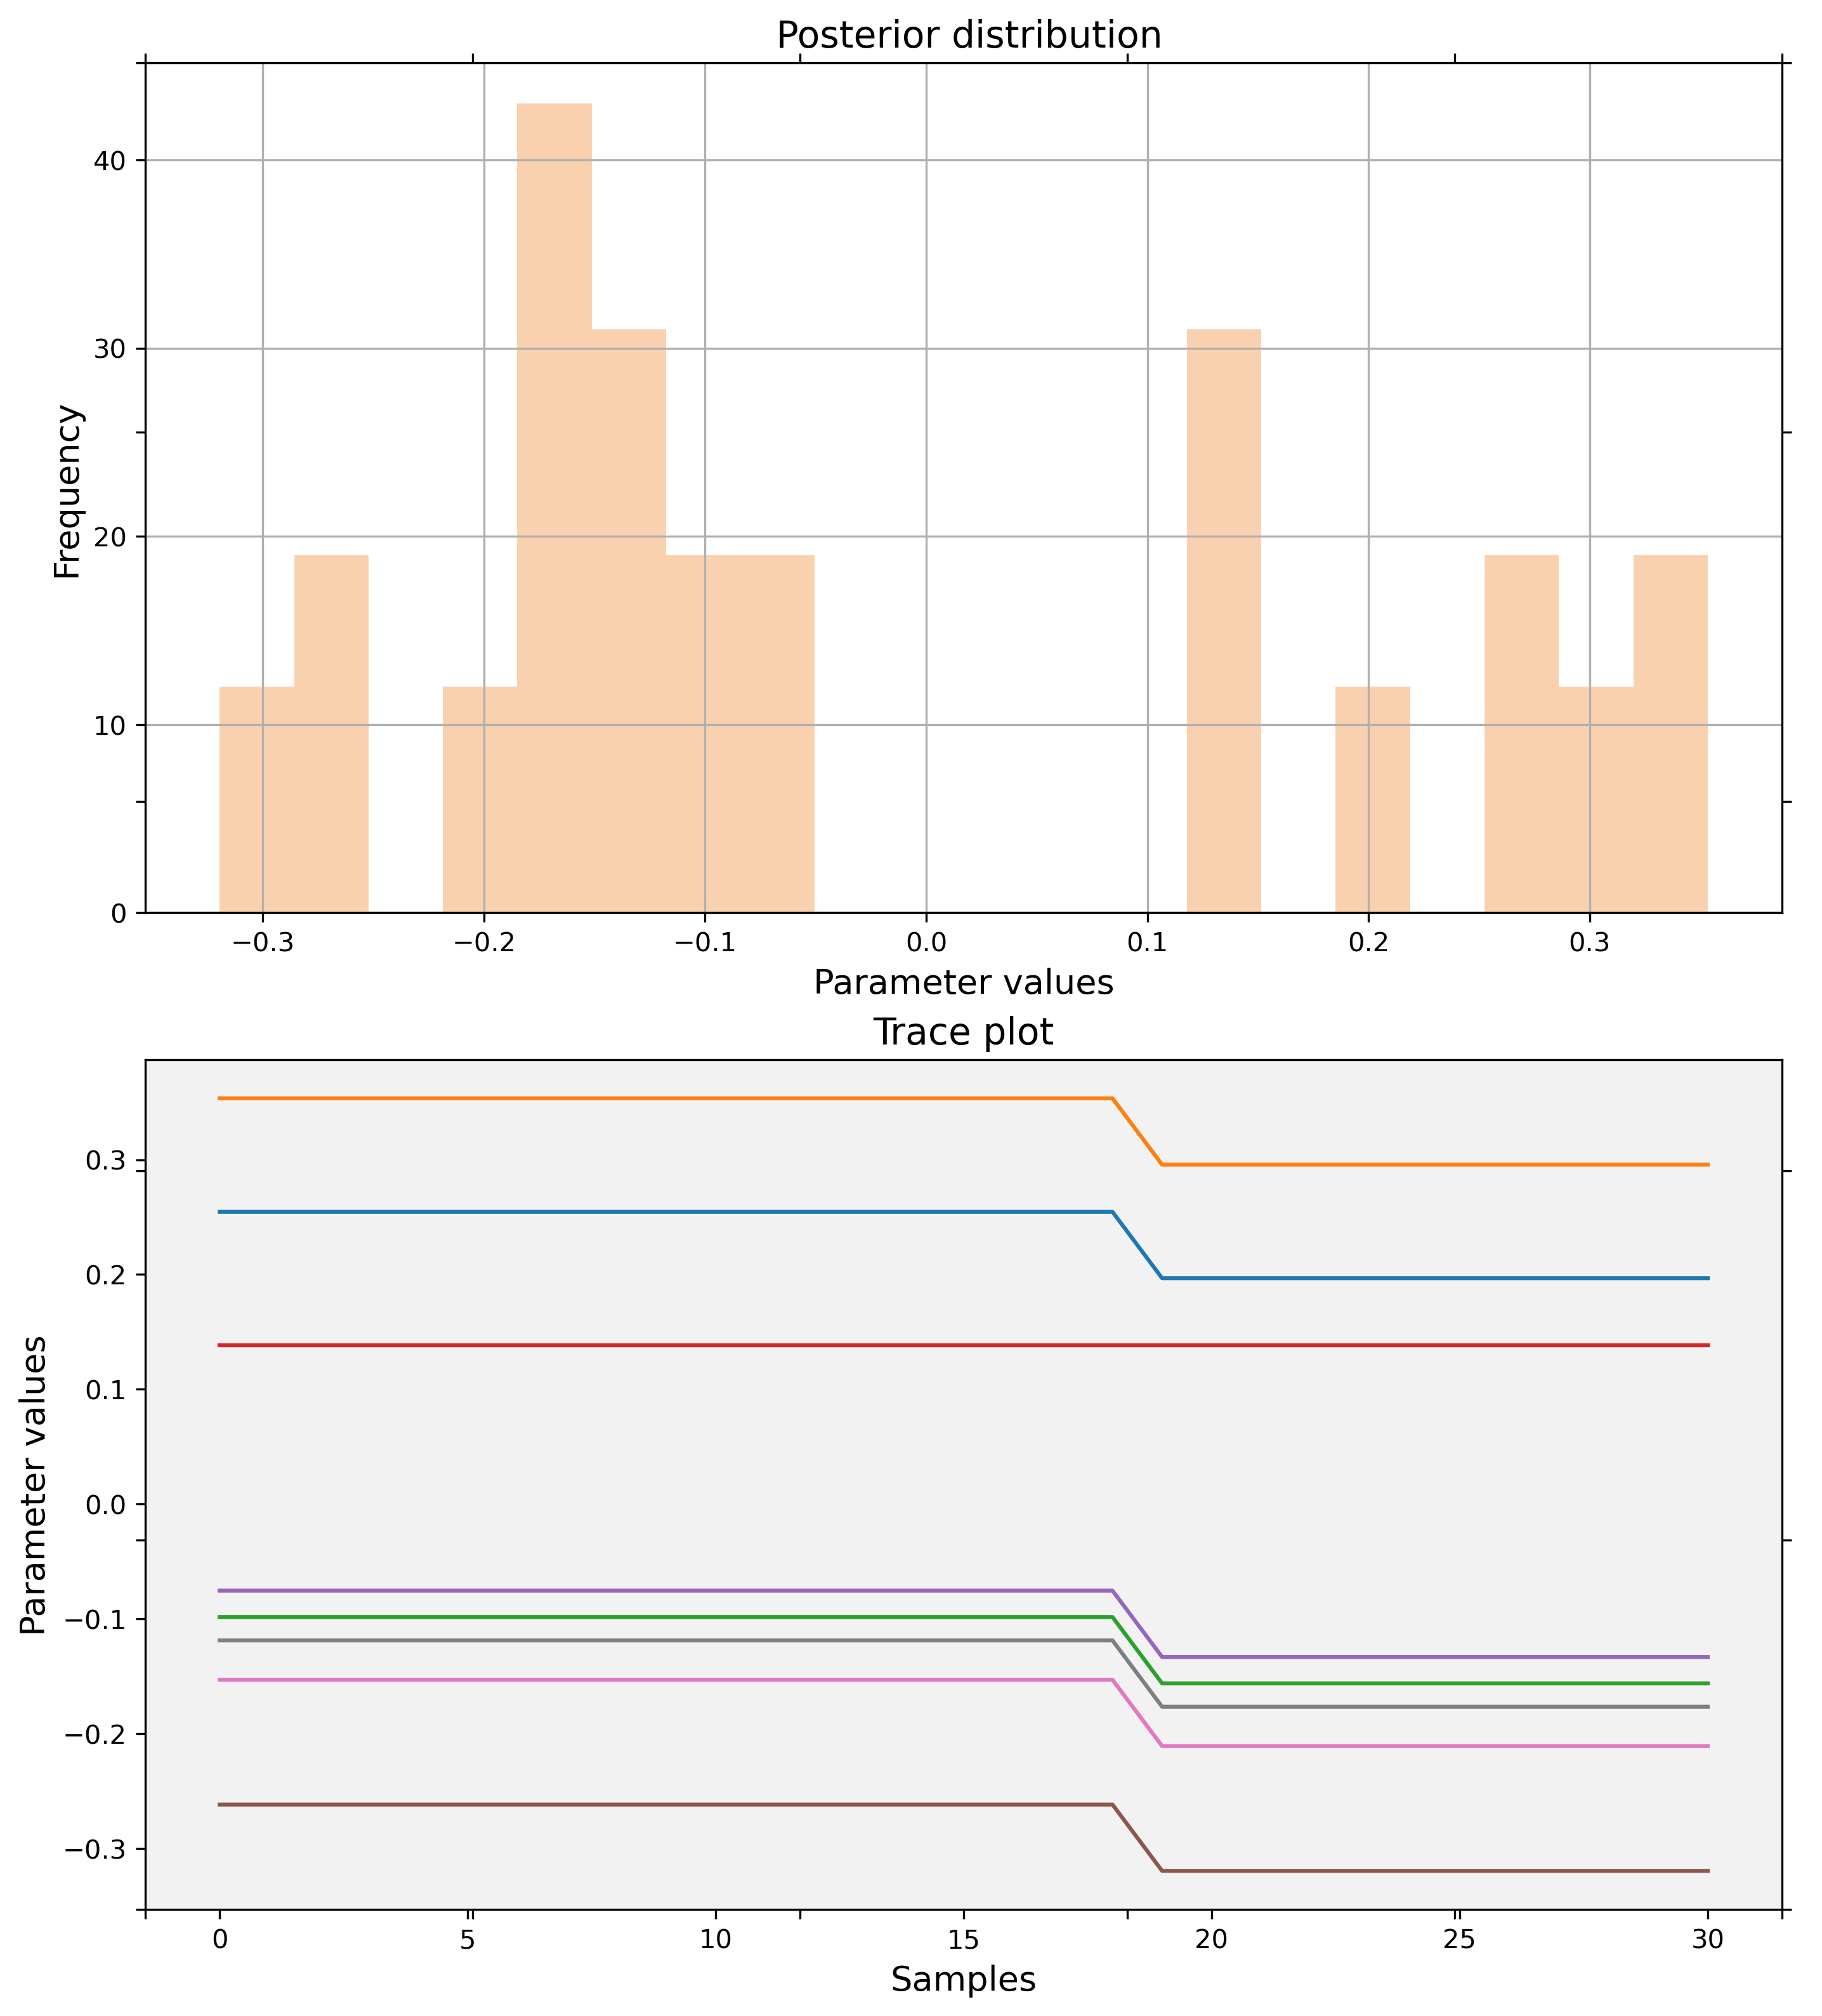 Posterior distribution
40
30
20
10
0
Frequency
−0.3 −0.2 −0.1 0.0 0.1 0.2 0.3
Parameter values
Trace plot
0.3
0.2
0.1
0.0
−0.1
−0.2
−0.3
Parameter values
0 5 10 15 20 25 30
Samples